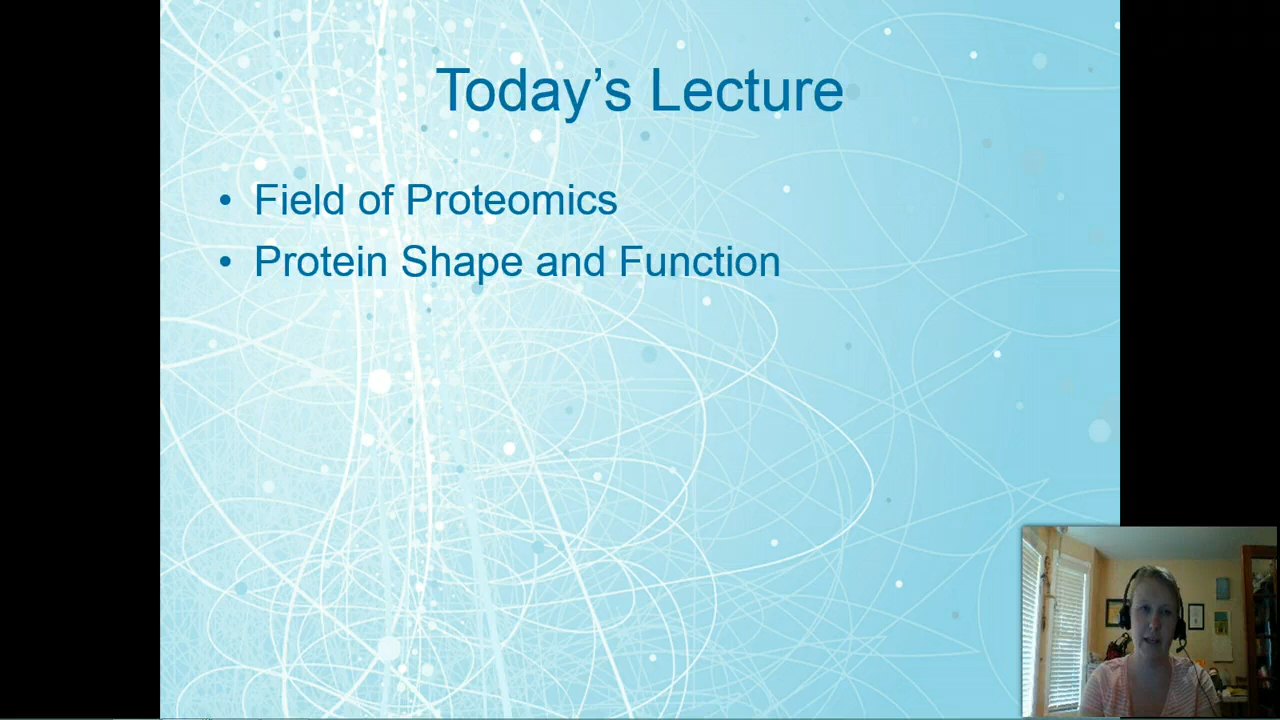 Today’s Lecture
• Field of Proteomics
• Protein Shape and Function